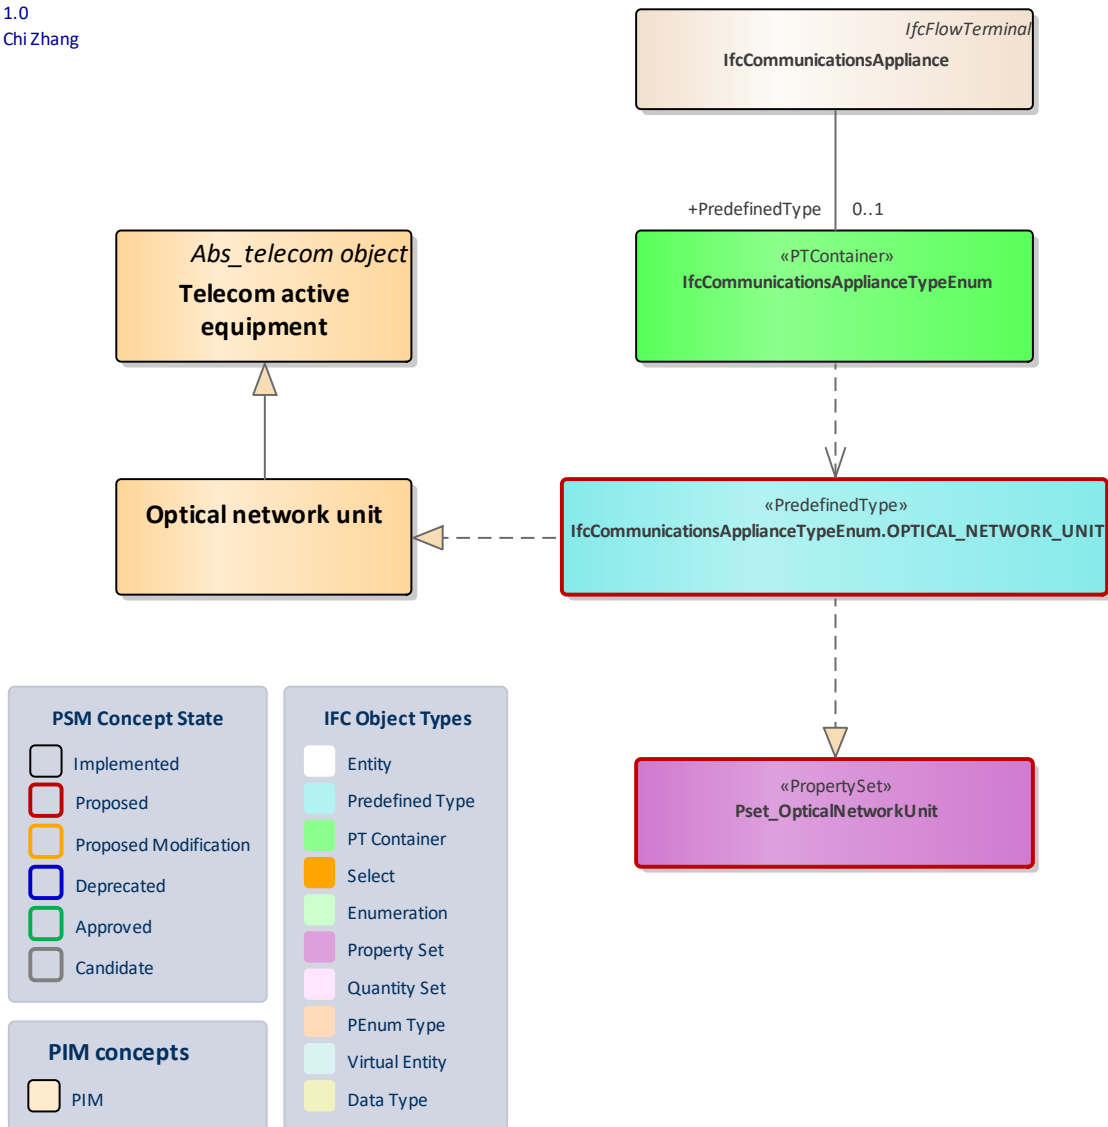 1.0
Chi Zhang
IfcFlowTerminal
IfcCommunicationsAppliance
+PredefinedType 0..1
«PTContainer»
IfcCommunicationsApplianceTypeEnum
Abs_telecom object
Telecom active
equipment
Optical network unit
«PredefinedType»
IfcCommunicationsApplianceTypeEnum.OPTICAL_NETWORK_UNIT
«PropertySet»
Pset_OpticalNetworkUnit
PSM Concept State
Implemented
Proposed
Proposed Modification
Deprecated
Approved
Candidate
PIM concepts
PIM
IFC Object Types
Entity
Predefined Type
PT Container
Select
Enumeration
Property Set
Quantity Set
PEnum Type
Virtual Entity
Data Type